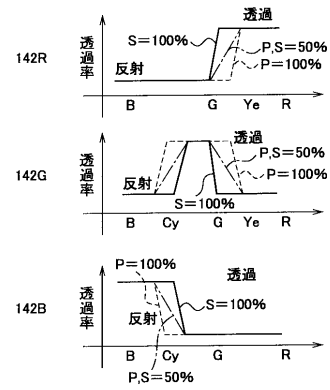 142R
透過率
透過
S=100%
P,S=50%
P=100%
反射
B G Ye R
142G
透過率
透過
P,S=50%
P=100%
反射
S=100%
B Cy G Ye R
142B
透過率
P=100%
透過
S=100%
反射
B Cy G R
P,S=50%